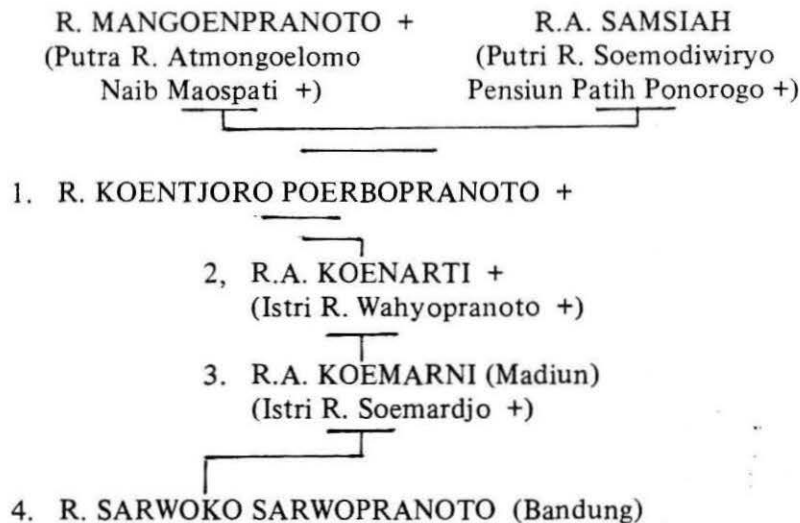 R. MANGOENPRANOTO + R.A. SAMSIAH
(Putra R. Atmongoelomo (Putri R. Soemodiwiryo
Naib Maospati +) Pensiun Patih Ponorogo +)
1. R. KOENTJORO POERBOPRANOTO +
2, R.A. KOENARTI +
(Istri R. Wahyopranoto +)
3. R.A. KOEMARNI (Madiun)
(Istri R. Soemardjo +)
4. R. SARWOKO SARWOPRANOTO (Bandung)